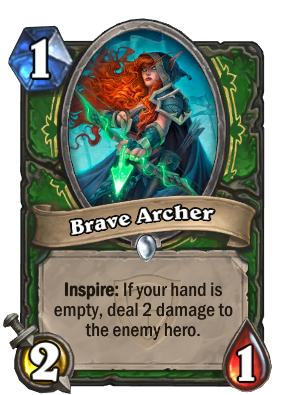 1
Brave Archer
Inspire: If your hand is
empty, deal 2 damage to
the enemy hero.
2
1